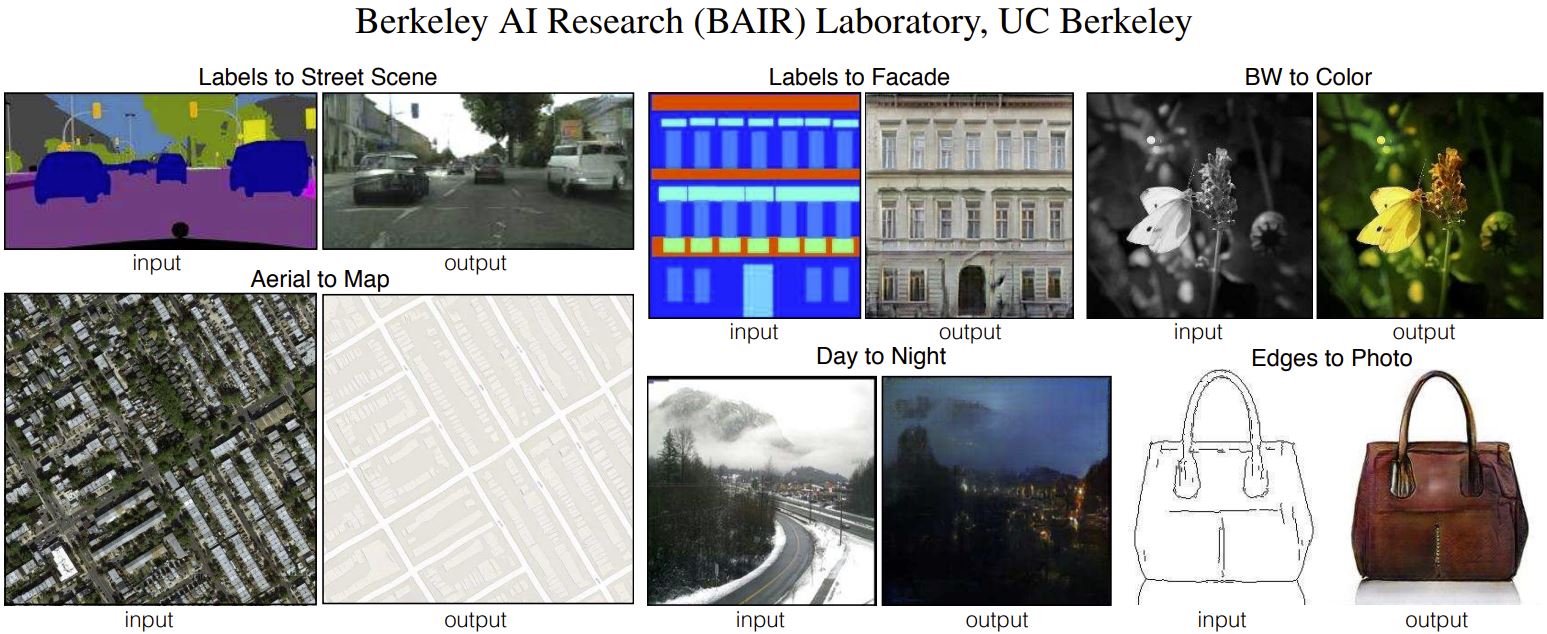 Berkeley AI Research (BAIR) Laboratory, UC Berkeley
Labels to Street Scene
input
output
Aerial to Map
input
output
Labels to Facade
input
output
BW to Color
input
output
Day to Night
input
output
Edges to Photo
input
output